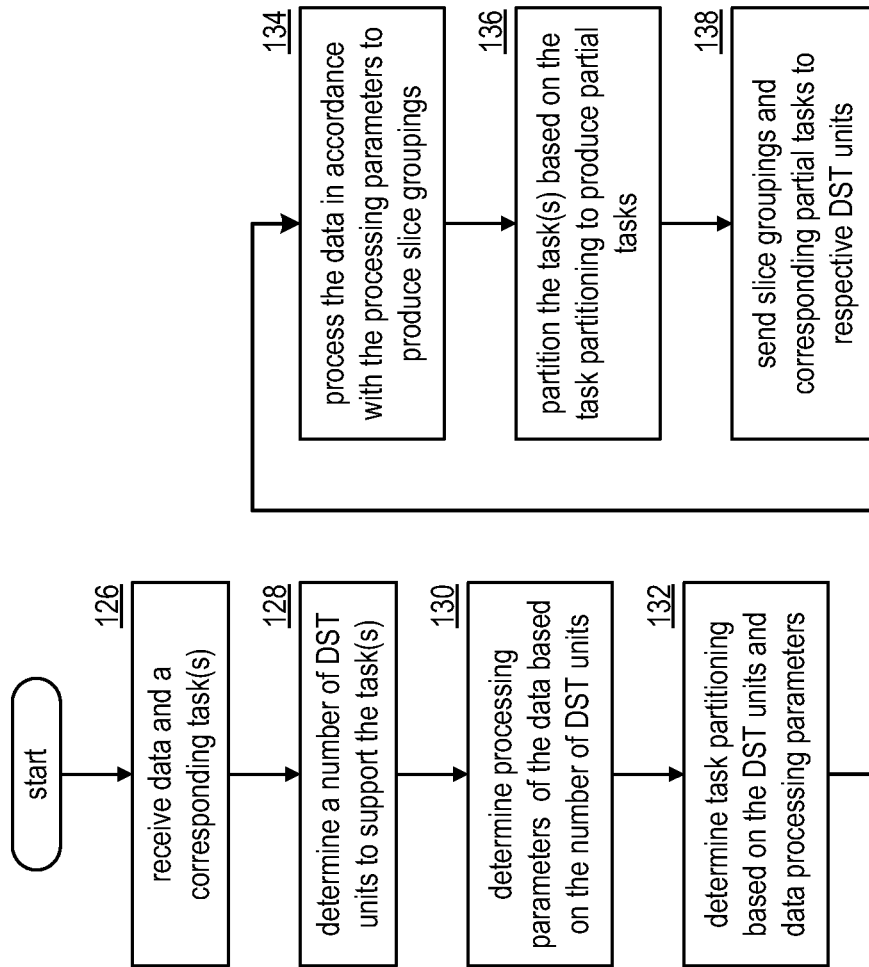 start
126
receive data and a
corresponding task(s)
128
determine a number of DST
units to support the task(s)
130
determine processing
parameters of the data based
on the number of DST units
132
determine task partitioning
based on the DST units and
data processing parameters
134
process the data in accordance
with the processing parameters to
produce slice groupings
136
partition the task(s) based on the
task partitioning to produce partial
tasks
138
send slice groupings and
corresponding partial tasks to
respective DST units